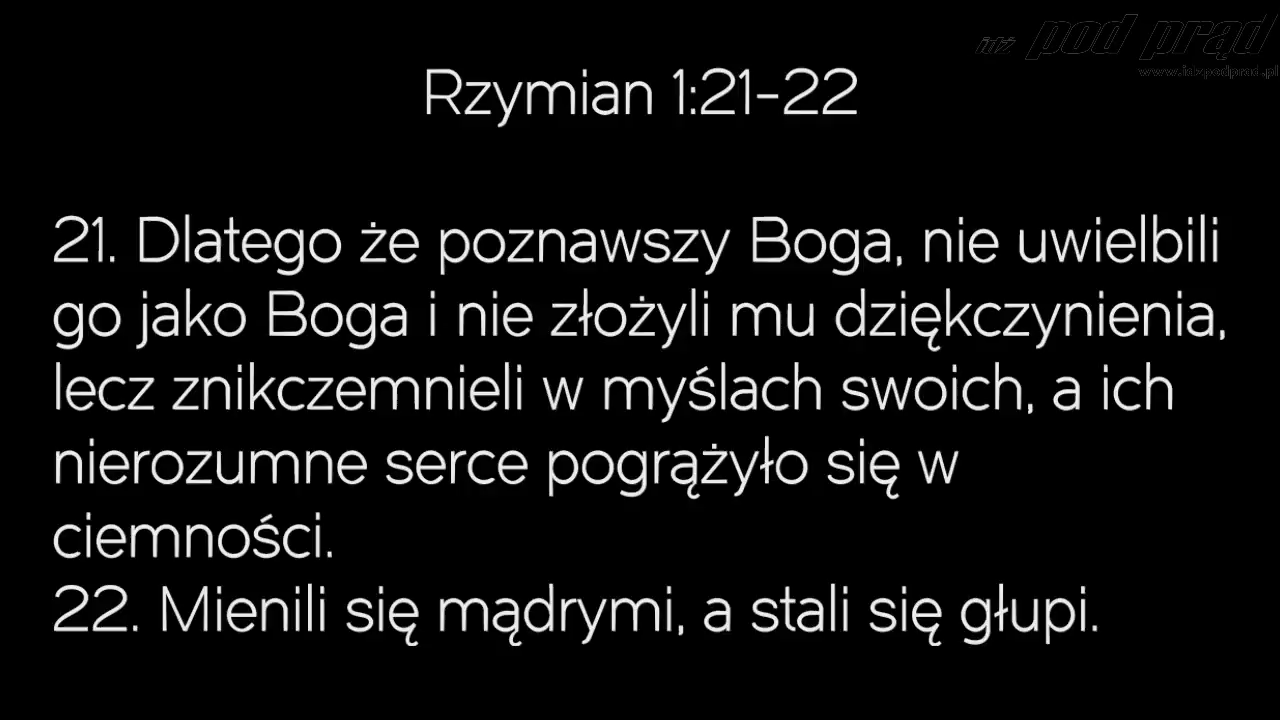 idź pod prąd
www.idzpodprad.pl
Rzymian 1:21-22
21. Dlatego że poznawszy Boga, nie uwielbili
go jako Boga i nie złożyli mu dziękczynienia,
lecz znikczemnieli w myślach swoich, a ich
nierozumne serce pogrążyło się w
ciemności.
22. Mienili się mądrymi, a stali się głupi.